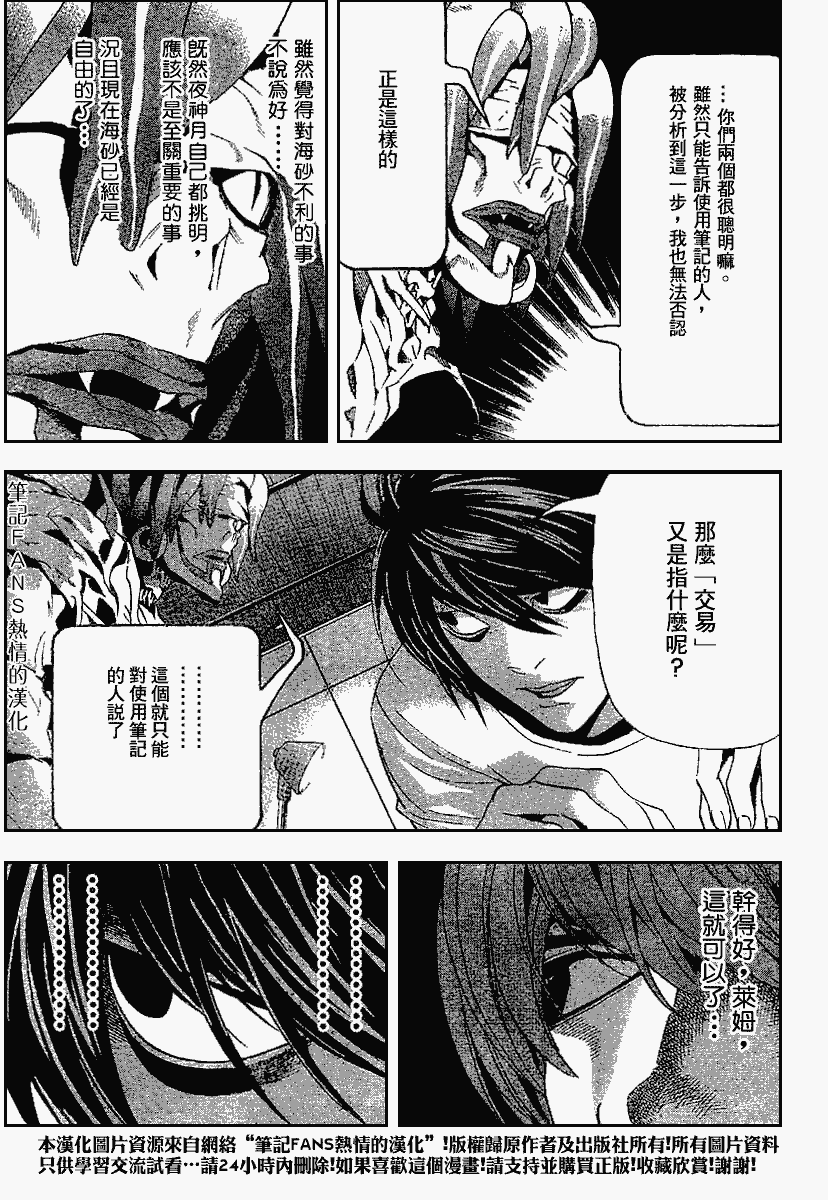 …你們兩個都很聰明嘛。
雖然只能告訴使用筆記的人，
被分析到這一步，我也無法否認
正是這樣的
雖然覺得對海砂不利的事
不說為好……
既然夜神月自己都挑明，
應該不是至關重要的事
況且現在海砂已經是
自由的了…
那麼「交易」
又是指什麼呢？
…………
…………
這個就只能
對使用筆記
的人說了
筆記FANS熱情的漢化
幹得好，萊姆，
這就可以了…
本漢化圖片資源來自網絡“筆記FANS熱情的漢化”!版權歸原作者及出版社所有!所有圖片資料
只供學習交流試看…請24小時內刪除!如果喜歡這個漫畫!請支持並購買正版!收藏欣賞!謝謝!